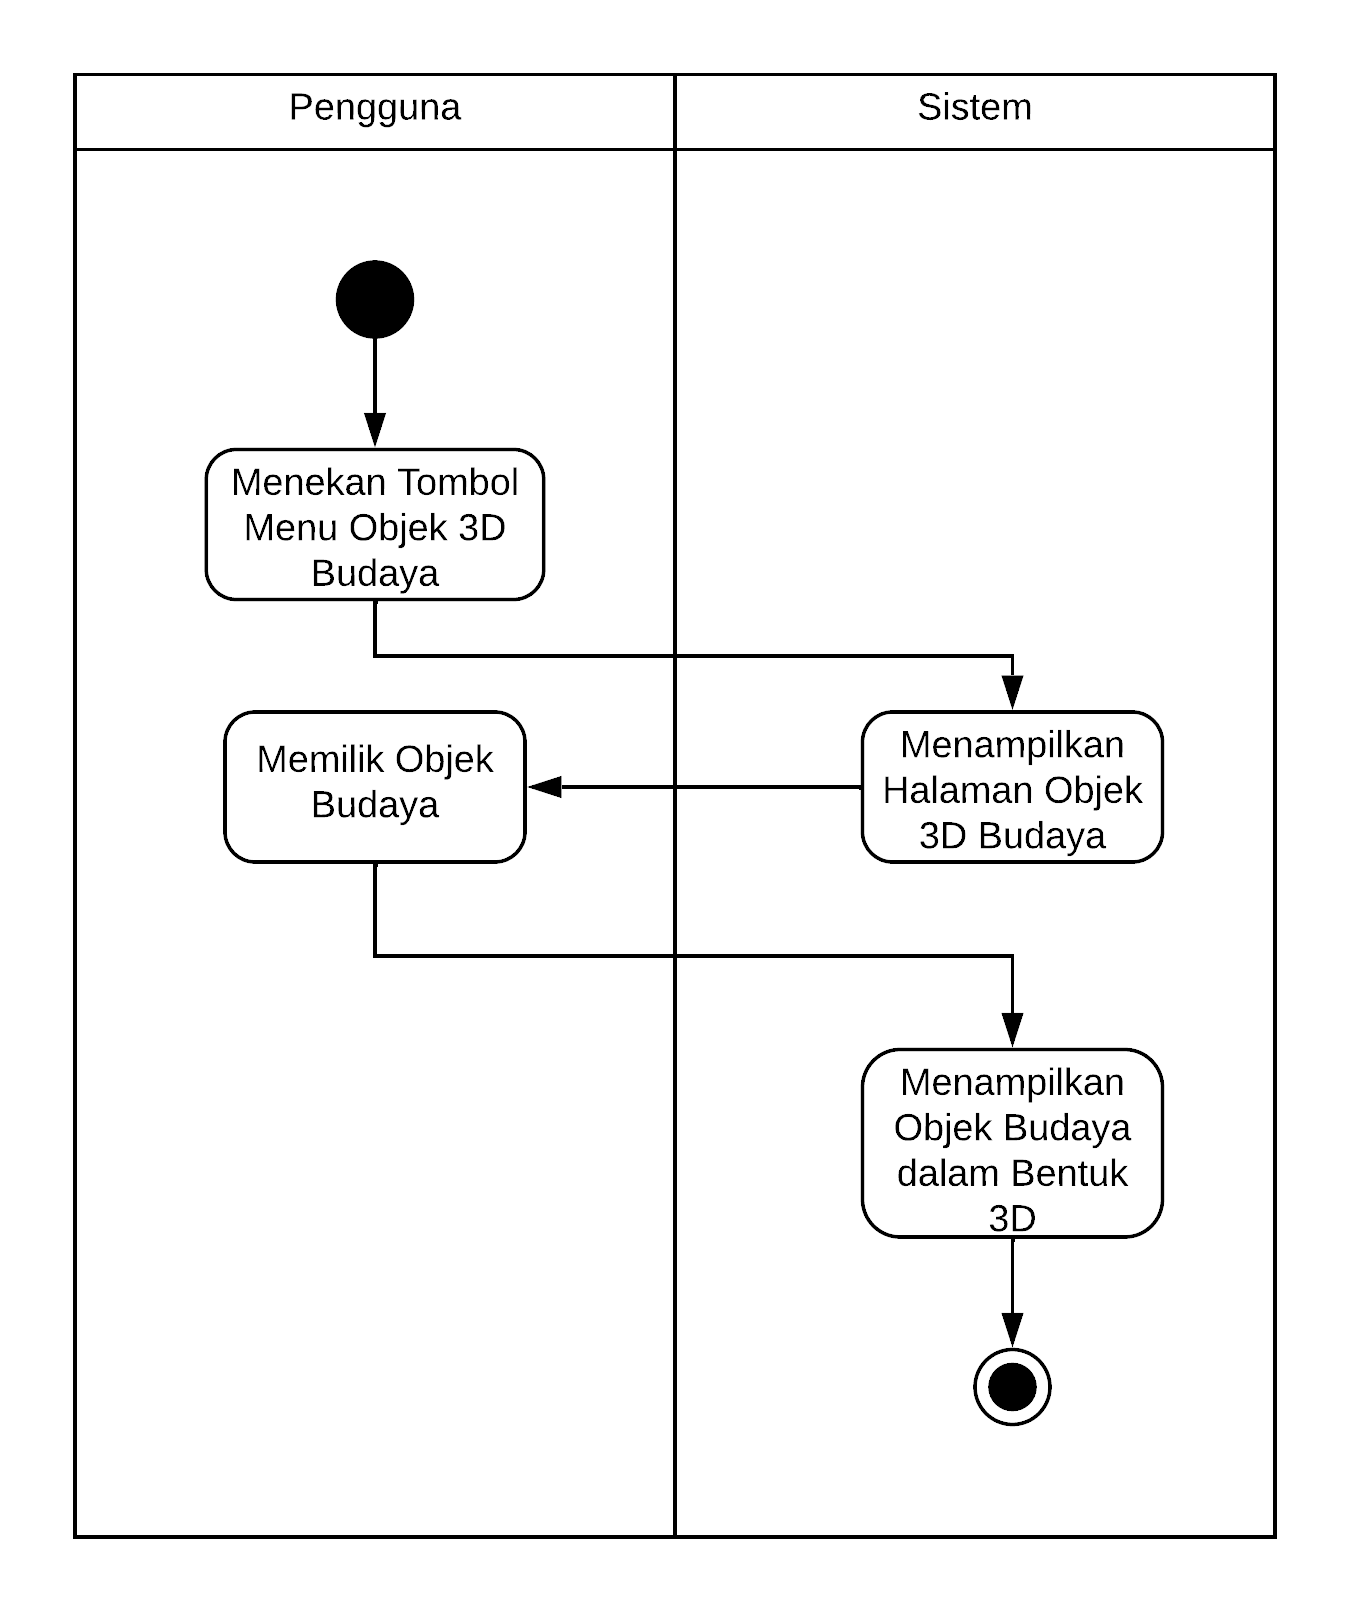 Pengguna
Sistem
Menekan Tombol
Menu Objek 3D
Budaya
Menampilkan
Halaman Objek
3D Budaya
Memilik Objek
Budaya
Menampilkan
Objek Budaya
dalam Bentuk
3D